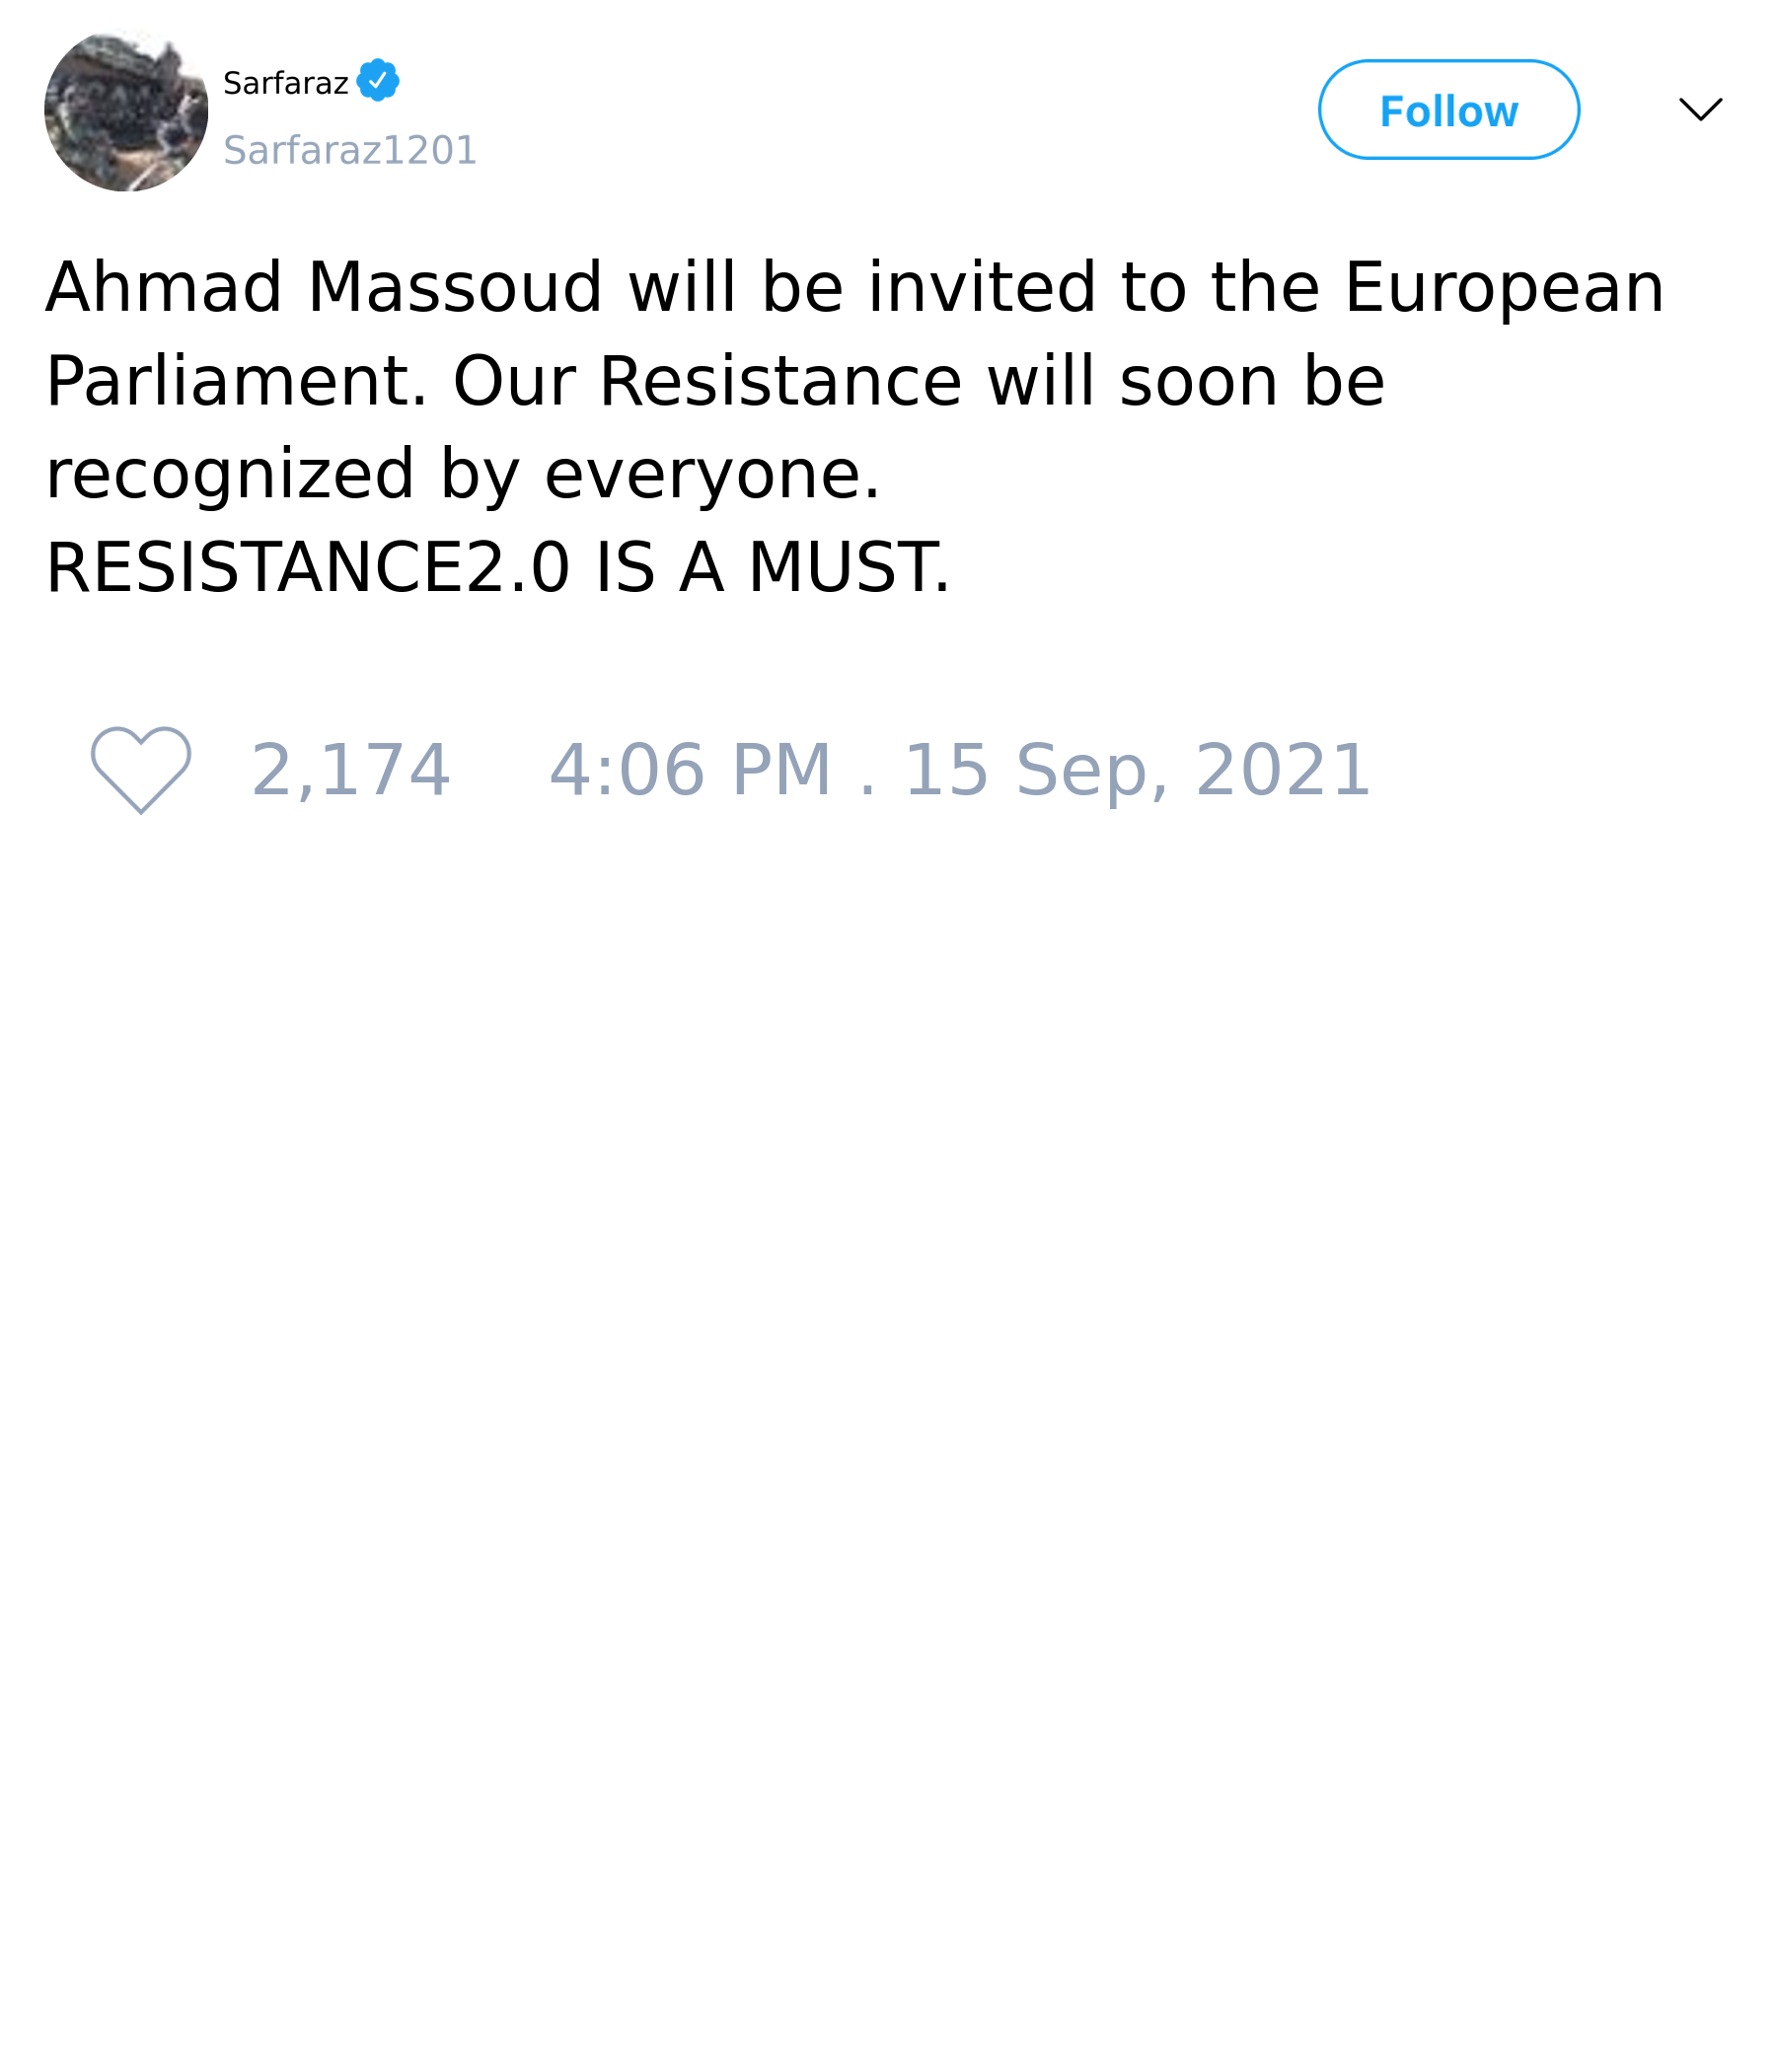 Sarfaraz
Sarfaraz1201
Follow
Ahmad Massoud will be invited to the European
Parliament. Our Resistance will soon be
recognized by everyone.
RESISTANCE2.0 IS A MUST.
2,174 4:06 PM . 15 Sep, 2021